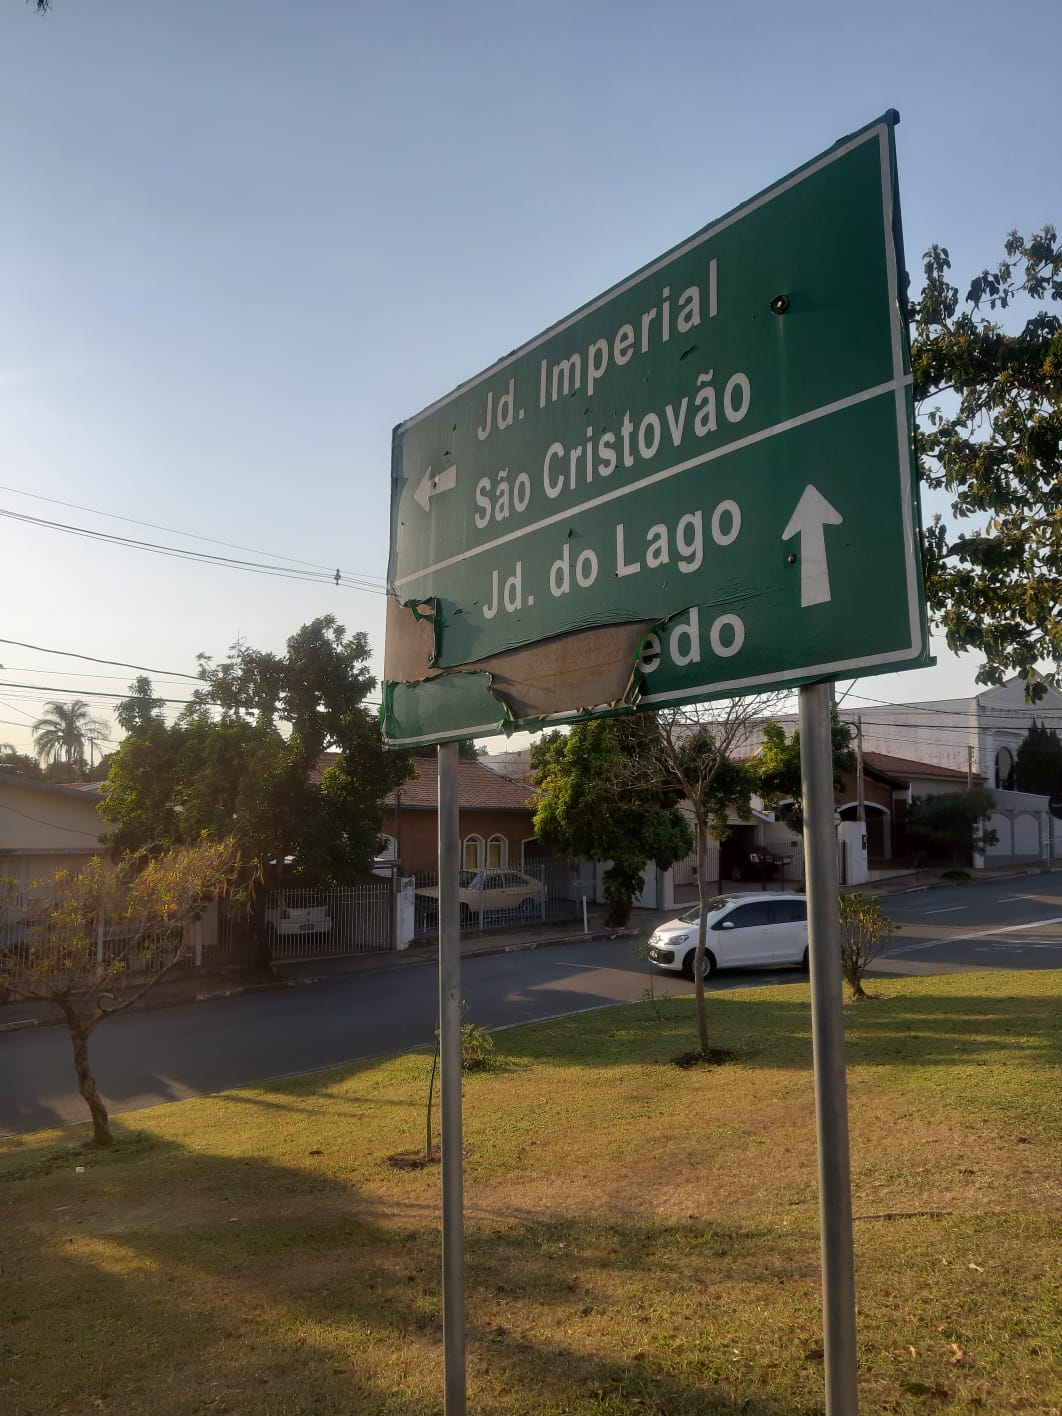 Jd. Imperial
São Cristovão
Jd. do Lago
edo